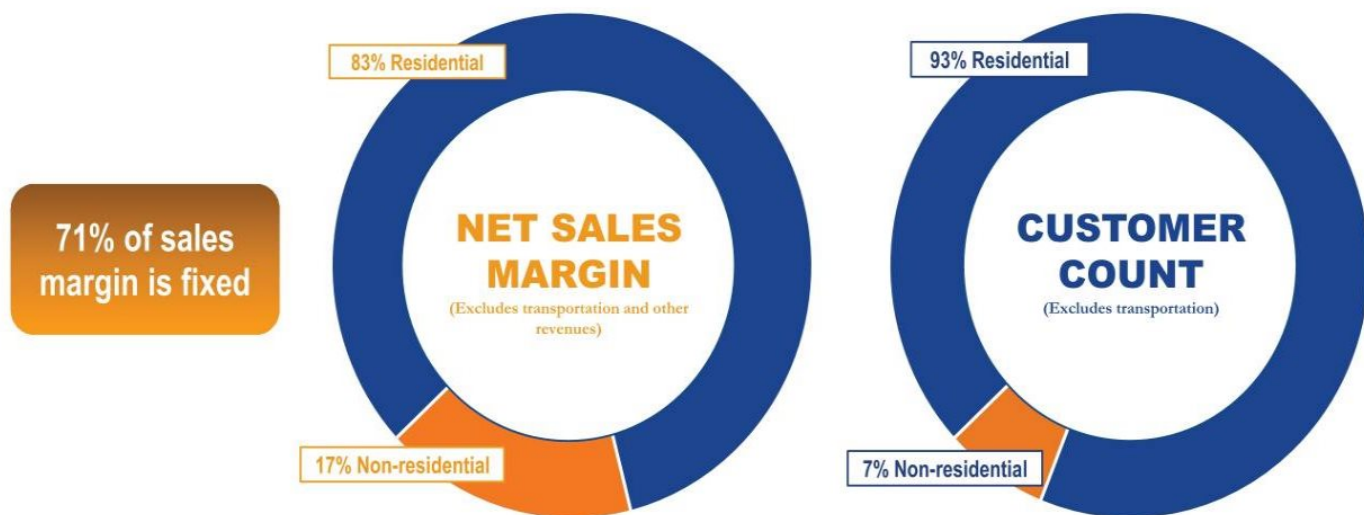 71% of sales
margin is fixed
83% Residential
NET SALES
MARGIN
(Excludes transportation and other
revenues)
17% Non-residential
93% Residential
CUSTOMER
COUNT
(Excludes transportation)
7% Non-residential